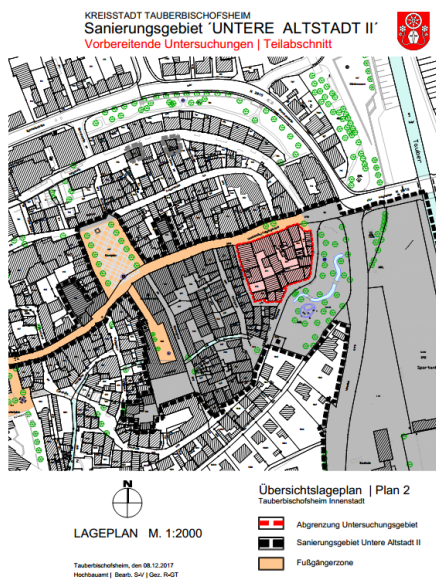 KREISSTADT TAUBERBISCHOFSHEIM
Sanierungsgebiet ´UNTERE ALTSTADT II´
Vorbereitende Untersuchungen | Teilabschnitt
Tauber
LAGEPLAN M. 1:2000
Tauberbischofsheim, den 08.12.2017
Hochbauamt | Bearb. S-V | Gez. R-GT
Übersichtslageplan | Plan 2
Tauberbischofsheim Innenstadt
Abgrenzung Untersuchungsgebiet
Sanierungsgebiet Untere Altstadt II
Fußgängerzone